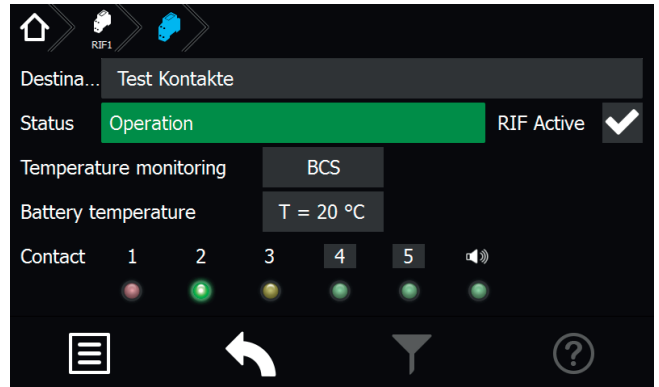 RIF1
Destina... Test Kontakte
Status Operation RIF Active
Temperature monitoring BCS
Battery temperature T = 20 °C
Contact 1 2 3 4 5
?